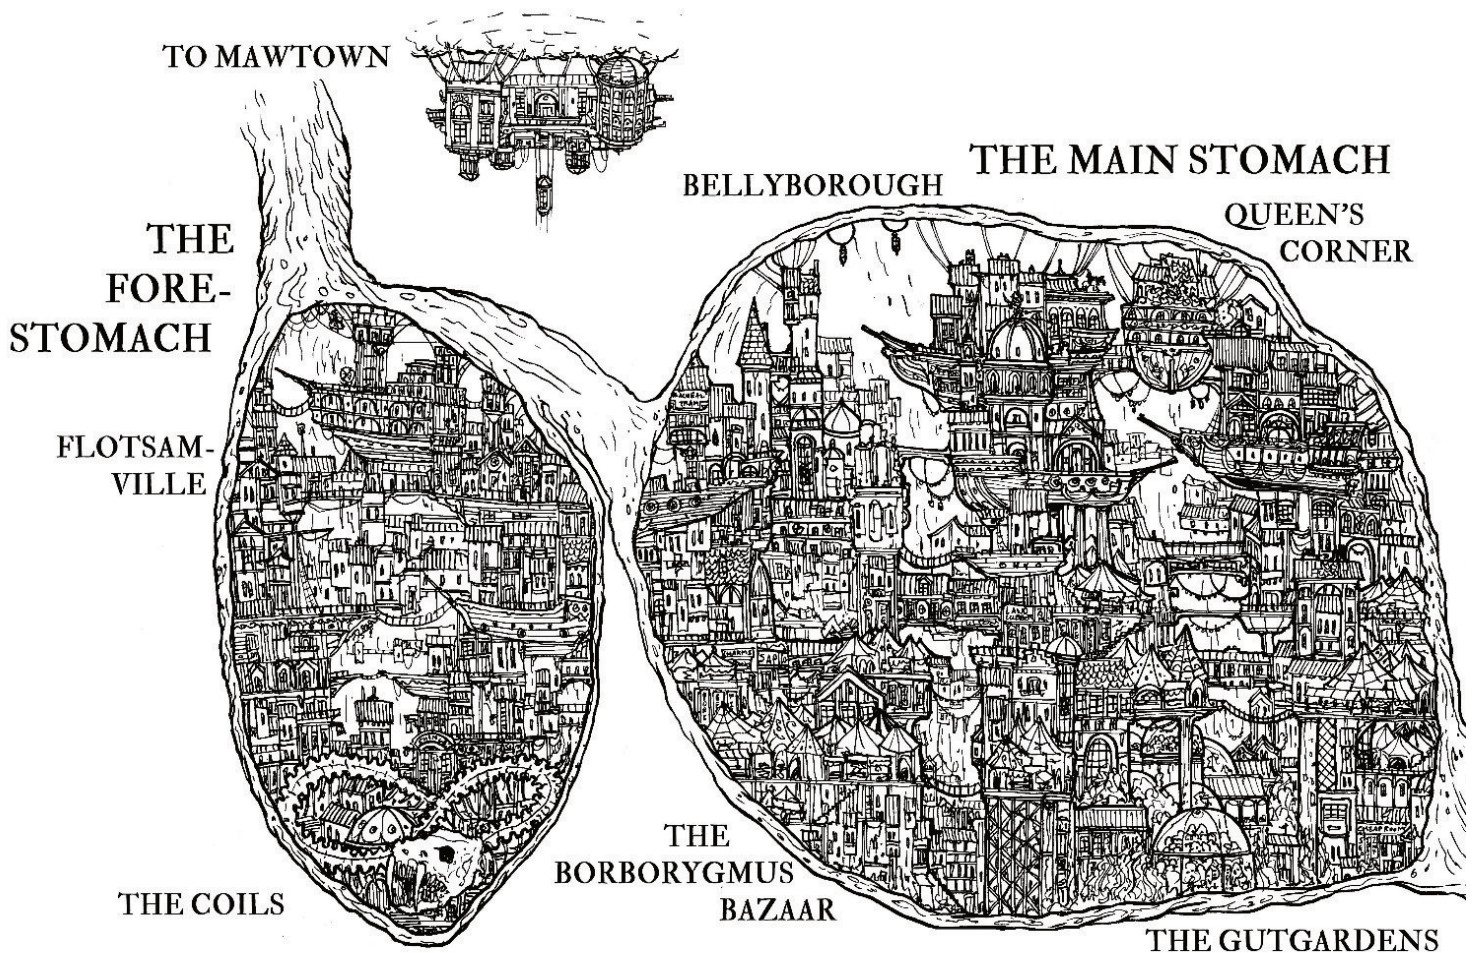 TO MAWTOWN
THE
FORE-
STOMACH
FLOTSAM-
VILLE
THE COILS
BELLYBOROUGH
THE MAIN STOMACH
QUEEN'S
CORNER
CHARMS
THE
BORBORYGMUS
BAZAAR
THE GUTGARDENS